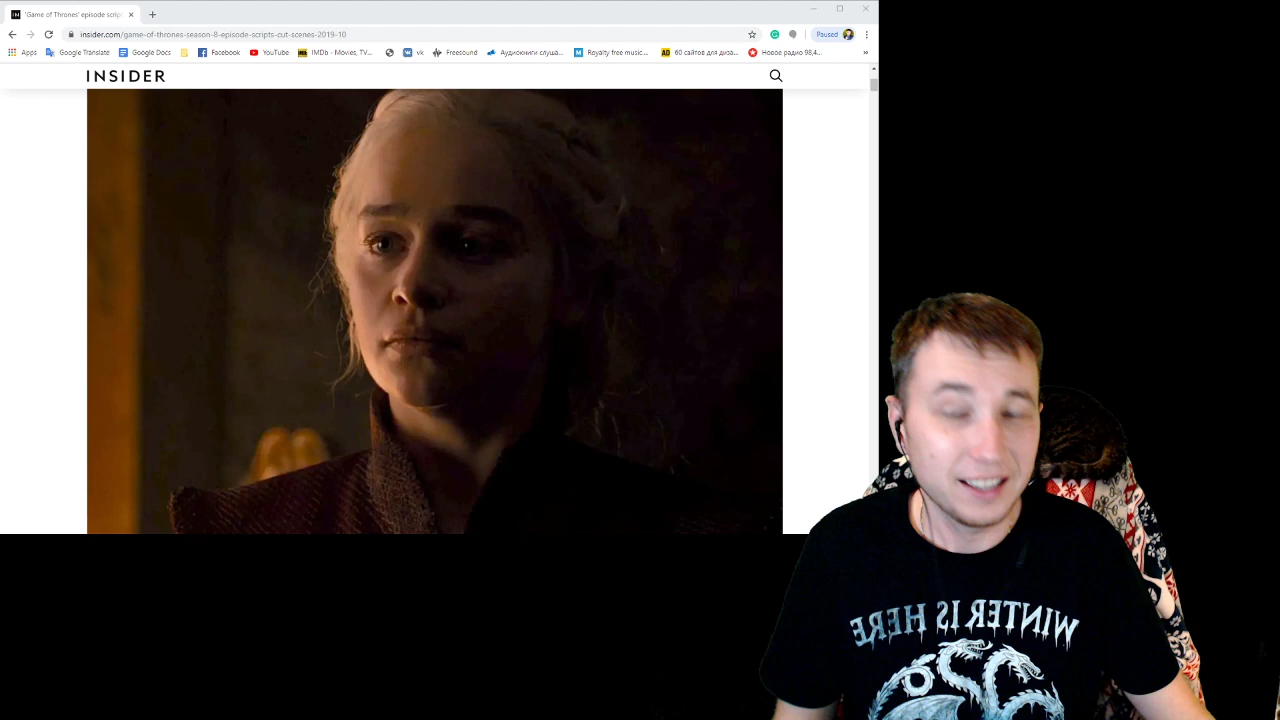 'Game of Thrones' episode scrip
insider.com/game-of-thrones-season-8-episode-scripts-cut-scenes-2019-10
Paused
Apps Google Translate Google Docs Facebook YouTube IMDb - Movies, TV... vk Freesound Аудиокниги слуша... Royalty free music... 60 сайтов для диза... Новое радио 98,4...
INSIDER
WINTER IS HERE